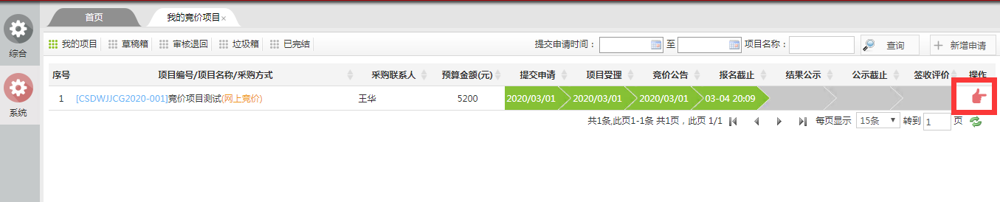 首页
我的竞价项目×
综合
系统
我的项目 草稿箱 审核退回 垃圾箱 已完结 提交申请时间： 至 项目名称： 查询 新增申请
序号 项目编号/项目名称/采购方式 采购联系人 预算金额(元) 提交申请 项目受理 竞价公告 报名截止 结果公示 公示截止 签收评价 操作
1 [CSDWJJCG2020-001]竞价项目测试(网上竞价) 王华 5200 2020/03/01 2020/03/01 2020/03/01 03-04 20:09
共1条,此页1-1条 共1页，此页 1/1 每页显示 15条 转到 1 页